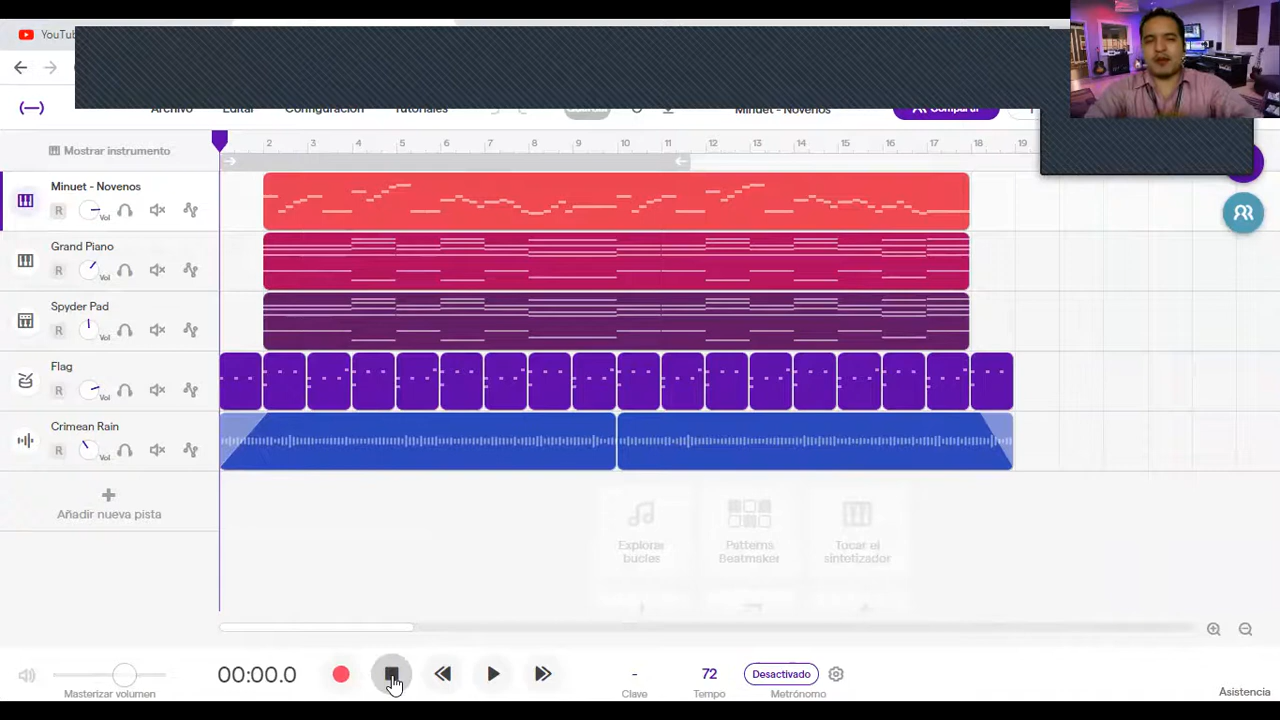 YouTu
Archivo Editar Configuración Tutoriales Minuet - Novenos Compartir
Mostrar instrumento
2 3 4 5 6 7 8 9 10 11 12 13 14 15 16 17 18 19
Minuet - Novenos
R Vol
Grand Piano
R Vol
Spyder Pad
R
Flag
R Vol
Crimean Rain
R Vol
Añadir nueva pista
Explorar
bucles
Patterns
Beatmaker
Tocar el
sintetizador
00:00.0
- 72 Desactivado
Masterizar volumen Clave Tempo Metrónomo
Asistencia